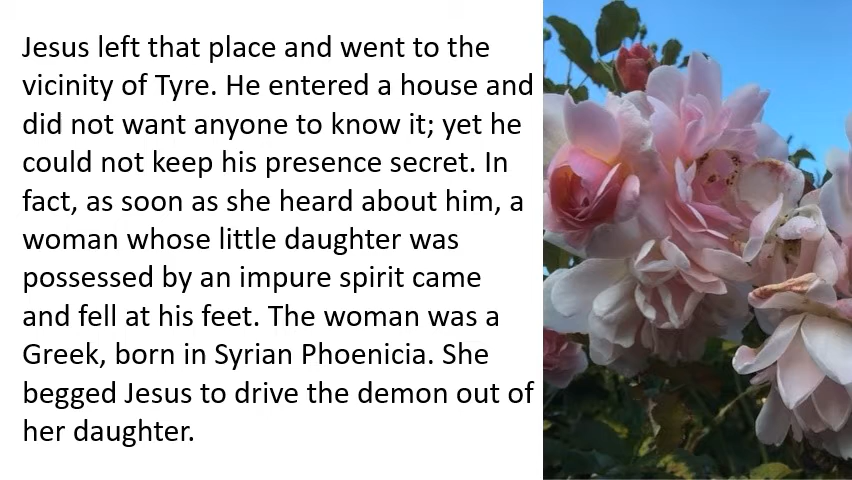 Jesus left that place and went to the
vicinity of Tyre. He entered a house and
did not want anyone to know it; yet he
could not keep his presence secret. In
fact, as soon as she heard about him, a
woman whose little daughter was
possessed by an impure spirit came
and fell at his feet. The woman was a
Greek, born in Syrian Phoenicia. She
begged Jesus to drive the demon out of
her daughter.